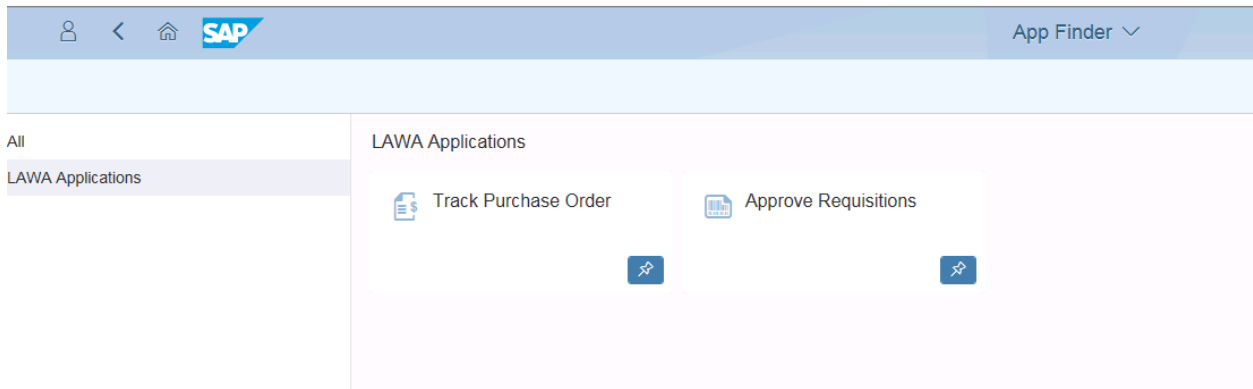 SAP
App Finder
All
LAWA Applications
LAWA Applications
Track Purchase Order
Approve Requisitions